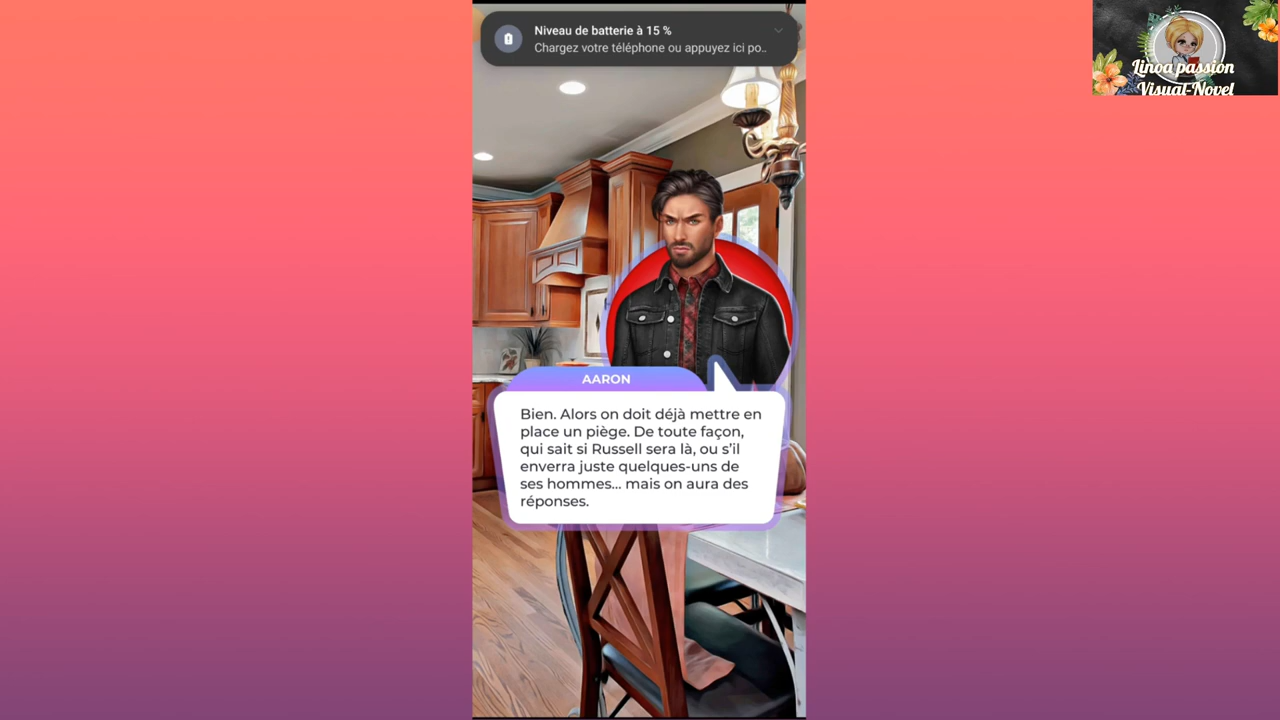 Niveau de batterie à 15 %
Chargez votre téléphone ou appuyez ici po..
Linoa passion
Visual-Novel
AARON
Bien. Alors on doit déjà mettre en
place un piège. De toute façon,
qui sait si Russell sera là, ou s'il
enverra juste quelques-uns de
ses hommes... mais on aura des
réponses.